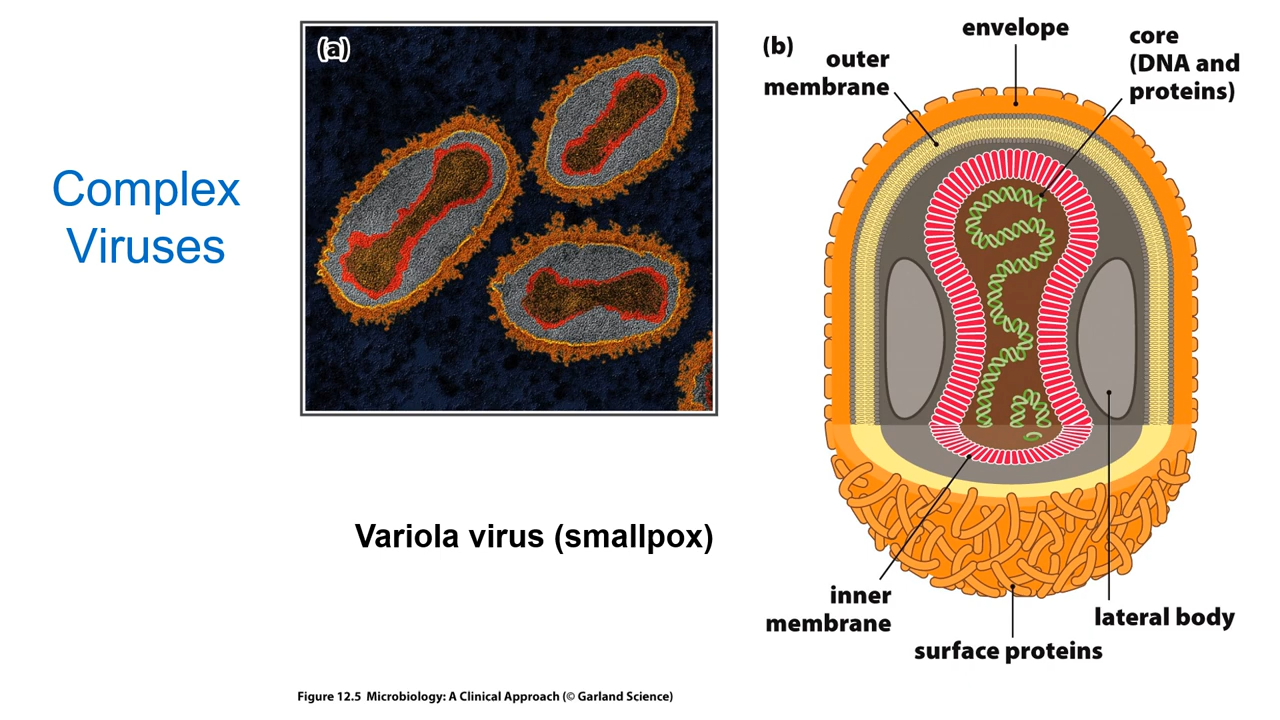 Complex
Viruses
(a)
Variola virus (smallpox)
(b)
envelope
outer
membrane
core
(DNA and
proteins)
inner
membrane
surface proteins
lateral body
Figure 12.5 Microbiology: A Clinical Approach (© Garland Science)